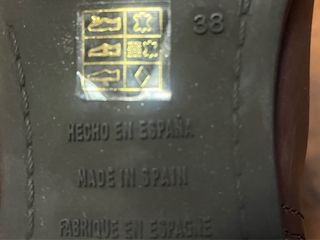 38
HECHO EN ESPAÑA
MADE IN SPAIN
FABRIQUE EN ESPAGNE